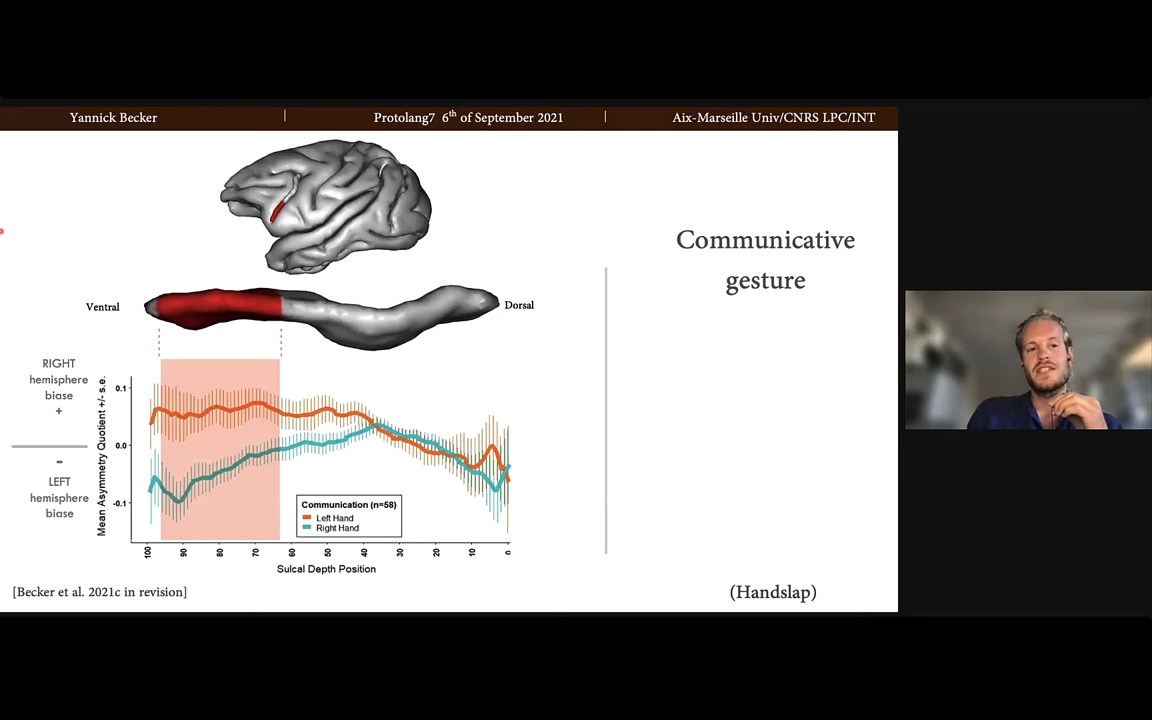 Yannick Becker
Protolang7 6th of September 2021
Aix-Marseille Univ/CNRS LPC/INT
Communicative
gesture
Ventral
Dorsal
RIGHT
hemisphere
biase
+
-
LEFT
hemisphere
biase
Mean Asymmetry Quotient +/- s.e.
0.1
0.0
-0.1
Communication (n=58)
Left Hand
Right Hand
100 90 80 70 60 50 40 30 20 10 0
Sulcal Depth Position
[Becker et al. 2021c in revision]
(Handslap)